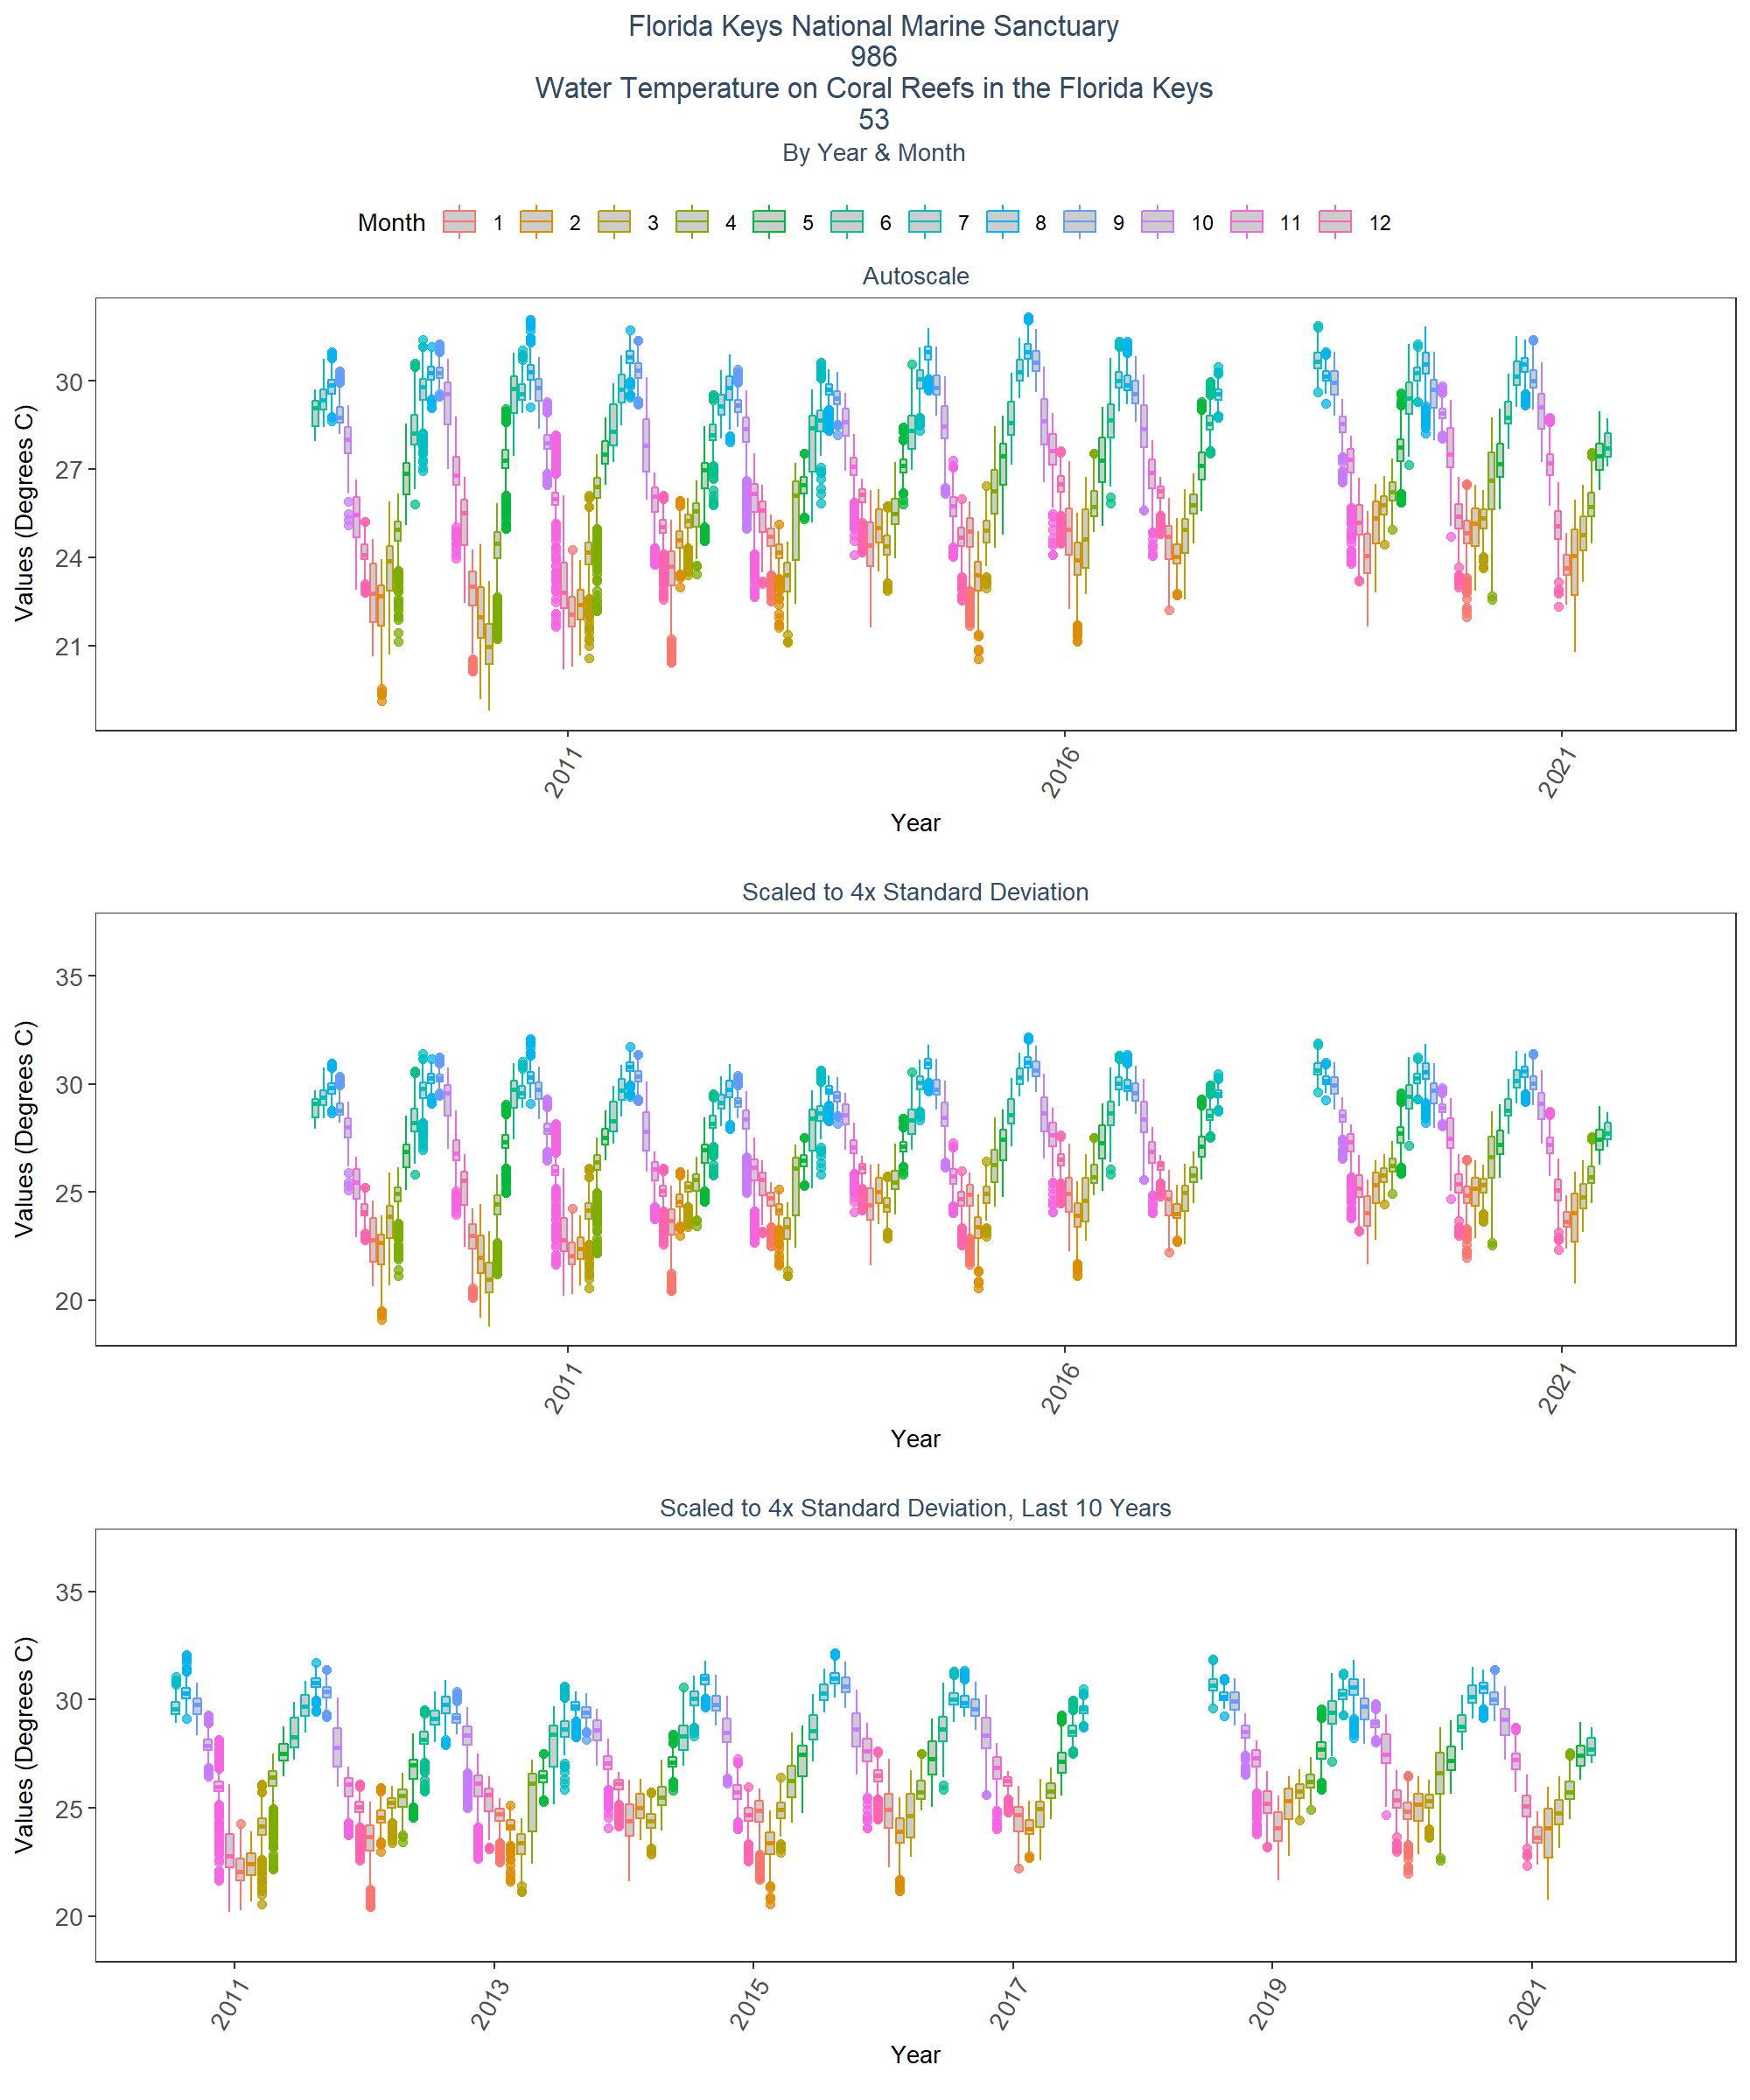 Florida Keys National Marine Sanctuary
986
Water Temperature on Coral Reefs in the Florida Keys
53
By Year & Month
Month 1 2 3 4 5 6 7 8 9 10 11 12
Autoscale
Values (Degrees C)
30
27
24
21
2011 2016 2021
Year
Scaled to 4x Standard Deviation
Values (Degrees C)
35
30
25
20
2011 2016 2021
Year
Scaled to 4x Standard Deviation, Last 10 Years
Values (Degrees C)
35
30
25
20
2011 2013 2015 2017 2019 2021
Year